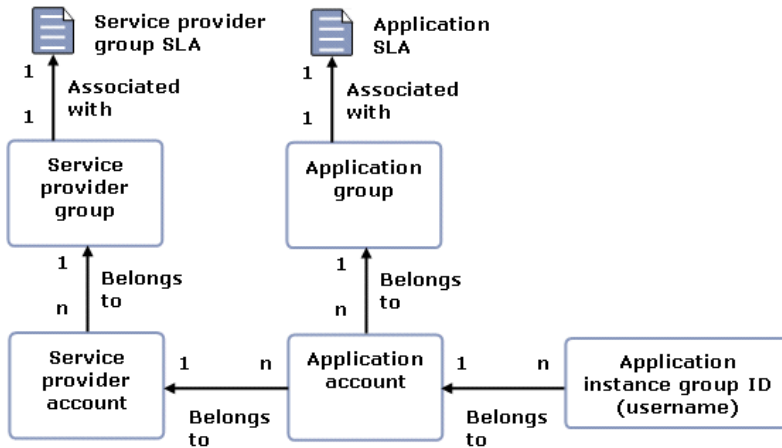 Service provider
group SLA
Application
SLA
1
Associated
with
1
1
Associated
with
1
Service
provider
group
Application
group
1
Belongs
to
n
1
Belongs
to
n
Service
provider
account
1
n
Belongs
to
Application
account
1
n
Belongs
to
Application
instance group ID
(username)